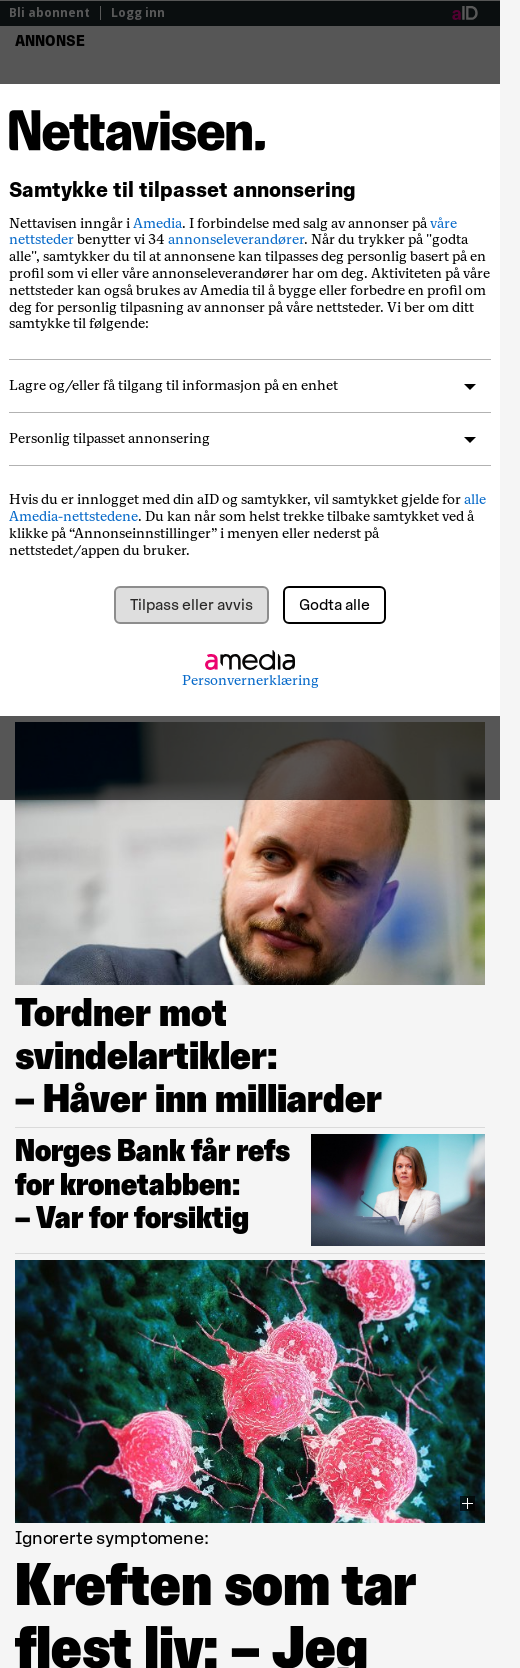 Bli abonnent | Logg inn
aID
ANNONSE
Nettavisen.
Samtykke til tilpasset annonsering
Nettavisen inngår i Amedia. I forbindelse med salg av annonser på våre
nettsteder benytter vi 34 annonseleverandører. Når du trykker på "godta
alle", samtykker du til at annonsene kan tilpasses deg personlig basert på en
profil som vi eller våre annonseleverandører har om deg. Aktiviteten på våre
nettsteder kan også brukes av Amedia til å bygge eller forbedre en profil om
deg for personlig tilpasning av annonser på våre nettsteder. Vi ber om ditt
samtykke til følgende:
Lagre og/eller få tilgang til informasjon på en enhet
Personlig tilpasset annonsering
Hvis du er innlogget med din aID og samtykker, vil samtykket gjelde for alle
Amedia-nettstedene. Du kan når som helst trekke tilbake samtykket ved å
klikke på “Annonseinnstillinger” i menyen eller nederst på
nettstedet/appen du bruker.
Tilpass eller avvis
Godta alle
amedia
Personvernerklæring
Tordner mot
svindelartikler:
– Håver inn milliarder
Norges Bank får refs
for kronetabben:
– Var for forsiktig
Ignorerte symptomene:
Kreften som tar
flest liv: – Jeg